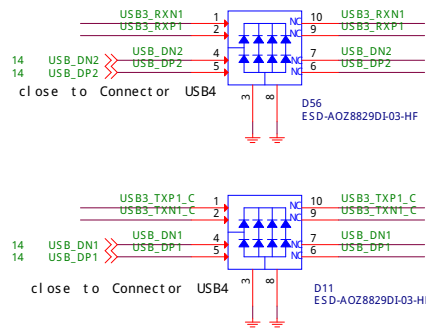 USB3_RXN1 1 10 USB3_RXN1
USB3_RXP1 2 NC NC 9 USB3_RXP1
14 USB_DN2 USB_DN2 4 7 USB_DN2
14 USB_DP2 USB_DP2 5 NC NC 6 USB_DP2
close to Connector USB4
3 8
D56
ESD-AOZ8829DI-03-HF
USB3_TXP1_C 1 10 USB3_TXP1_C
USB3_TXN1_C 2 NC NC 9 USB3_TXN1_C
14 USB_DN1 USB_DN1 4 7 USB_DN1
14 USB_DP1 USB_DP1 5 NC NC 6 USB_DP1
close to Connector USB4
3 8
D11
ESD-AOZ8829DI-03-H